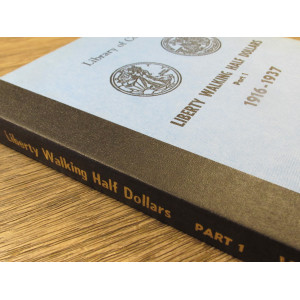 Library of
LIBERTY WALKING HALF DOLLARS
Part 1
1916-1937
Liberty Walking Half Dollars PART 1